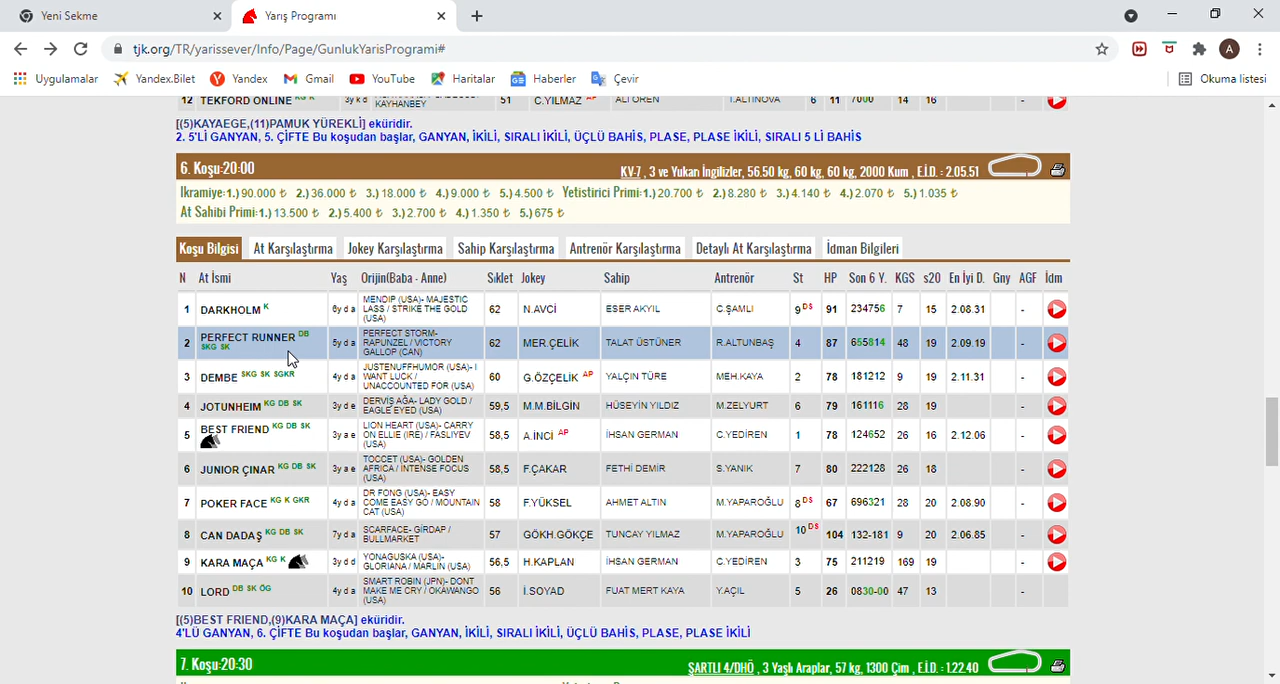 Yeni Sekme
Yarış Programı
tjk.org/TR/yarissever/Info/Page/GunlukYarisProgrami#
Uygulamalar Yandex.Bilet Yandex Gmail YouTube Haritalar Haberler Çevir Okuma listesi
12 TEKFORD ONLINE KG K 3y k d KAYHANBEY 51 C.YILMAZ AP ALİ ÖREN T.ALTINOVA 6 11 7000 14 16 -
[(5)KAYAEGE,(11)PAMUK YÜREKLİ] eküridir.
2. 5'Lİ GANYAN, 5. ÇİFTE Bu koşudan başlar, GANYAN, İKİLİ, SIRALI İKİLİ, ÜÇLÜ BAHİS, PLASE, PLASE İKİLİ, SIRALI 5 Lİ BAHİS
6. Koşu:20:00 KV-7 , 3 ve Yukarı İngilizler, 56.50 kg, 60 kg, 60 kg, 2000 Kum , E.İ.D. : 2.05.51
Ikramiye:1.) 90.000 ₺ 2.) 36.000 ₺ 3.) 18.000 ₺ 4.) 9.000 ₺ 5.) 4.500 ₺ Yetistirici Primi:1.) 20.700 ₺ 2.) 8.280 ₺ 3.) 4.140 ₺ 4.) 2.070 ₺ 5.) 1.035 ₺
At Sahibi Primi:1.) 13.500 ₺ 2.) 5.400 ₺ 3.) 2.700 ₺ 4.) 1.350 ₺ 5.) 675 ₺
Koşu Bilgisi At Karşılaştırma Jokey Karşılaştırma Sahip Karşılaştırma Antrenör Karşılaştırma Detaylı At Karşılaştırma İdman Bilgileri
N At İsmi Yaş Orijin(Baba - Anne) Sıklet Jokey Sahip Antrenör St HP Son 6 Y. KGS s20 En İyi D. Gny AGF İdm
1 DARKHOLM K 6y d a MENDIP (USA)- MAJESTIC LASS / STRIKE THE GOLD (USA) 62 N.AVCİ ESER AKYIL C.ŞAMLI 9 DS 91 234756 7 15 2.08.31 -
2 PERFECT RUNNER DB SKG SK 5y d a PERFECT STORM- RAPUNZEL / VICTORY GALLOP (CAN) 62 MER.ÇELİK TALAT ÜSTÜNER R.ALTUNBAŞ 4 87 655814 48 19 2.09.19 -
3 DEMBE SKG SK SGKR 4y d a JUSTENUFFHUMOR (USA)- I WANT LUCK / UNACCOUNTED FOR (USA) 60 G.ÖZÇELİK AP YALÇIN TÜRE MEH.KAYA 2 78 181212 9 19 2.11.31 -
4 JOTUNHEIM KG DB SK 3y d e DERVİŞ AĞA- LADY GOLD / EAGLE EYED (USA) 59,5 M.M.BİLGİN HÜSEYİN YILDIZ M.ZELYURT 6 79 161116 28 19 -
5 BEST FRIEND KG DB SK 3y a e LION HEART (USA)- CARRY ON ELLIE (IRE) / FASLIYEV (USA) 58,5 A.İNCİ AP İHSAN GERMAN C.YEDİREN 1 78 124652 26 16 2.12.06 -
6 JUNIOR ÇINAR KG DB SK 3y a e TOCCET (USA)- GOLDEN AFRICA / INTENSE FOCUS (USA) 58,5 F.ÇAKAR FETHİ DEMİR S.YANIK 7 80 222128 26 18 -
7 POKER FACE KG K GKR 4y d a DR FONG (USA)- EASY COME EASY GO / MOUNTAIN CAT (USA) 58 F.YÜKSEL AHMET ALTIN M.YAPAROĞLU 8 DS 67 696321 28 20 2.08.90 -
8 CAN DADAŞ KG DB SK 7y d a SCARFACE- GİRDAP / BULLMARKET 57 GÖKH.GÖKÇE TUNCAY YILMAZ M.YAPAROĞLU 10 DS 104 132-181 9 20 2.06.85 -
9 KARA MAÇA KG K 3y d d YONAGUSKA (USA)- GLORIANA / MARLIN (USA) 56,5 H.KAPLAN İHSAN GERMAN C.YEDİREN 3 75 211219 169 19 -
10 LORD DB SK ÖG 4y d a SMART ROBIN (JPN)- DONT MAKE ME CRY / OKAWANGO (USA) 56 İ.SOYAD FUAT MERT KAYA Y.AÇIL 5 26 0830-00 47 13 -
[(5)BEST FRIEND,(9)KARA MAÇA] eküridir.
4'LÜ GANYAN, 6. ÇİFTE Bu koşudan başlar, GANYAN, İKİLİ, SIRALI İKİLİ, ÜÇLÜ BAHİS, PLASE, PLASE İKİLİ
7. Koşu:20:30 ŞARTLI 4/DHÖ , 3 Yaşlı Araplar, 57 kg, 1300 Çim , E.İ.D. : 1.22.40